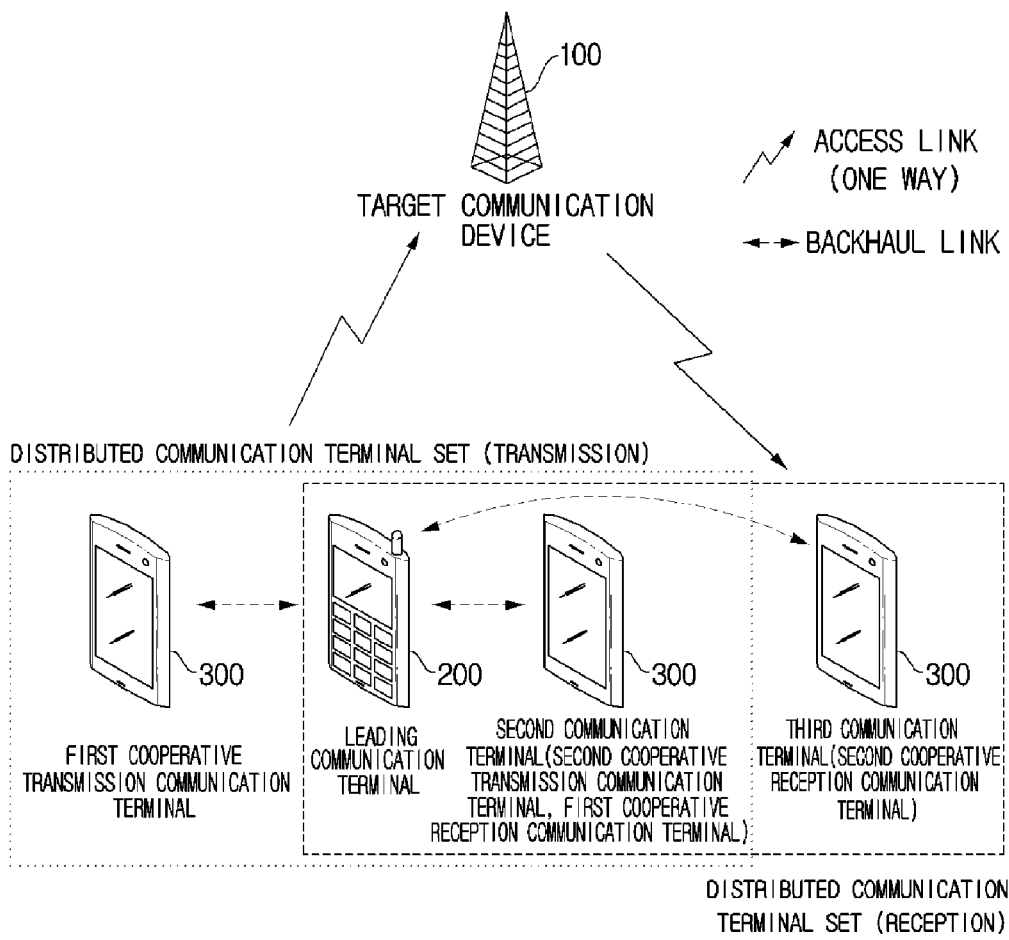 100
TARGET COMMUNICATION
DEVICE
ACCESS LINK
(ONE WAY)
BACKHAUL LINK
DISTRIBUTED COMMUNICATION TERMINAL SET (TRANSMISSION)
300
200
300
300
FIRST COOPERATIVE
TRANSMISSION COMMUNICATION
TERMINAL
LEADING
COMMUNICATION
TERMINAL
SECOND COMMUNICATION
TERMINAL(SECOND COOPERATIVE
TRANSMISSION COMMUNICATION
TERMINAL, FIRST COOPERATIVE
RECEPTION COMMUNICATION TERMINAL)
THIRD COMMUNICATION
TERMINAL(SECOND COOPERATIVE
RECEPTION COMMUNICATION
TERMINAL)
DISTRIBUTED COMMUNICATION
TERMINAL SET (RECEPTION)